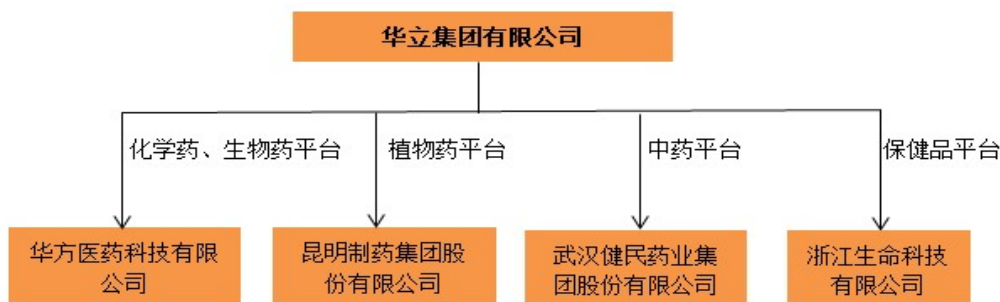 华立集团有限公司
化学药、生物药平台
植物药平台
中药平台
保健品平台
华方医药科技有限
公司
昆明制药集团股
份有限公司
武汉健民药业集
团股份有限公司
浙江生命科技
有限公司